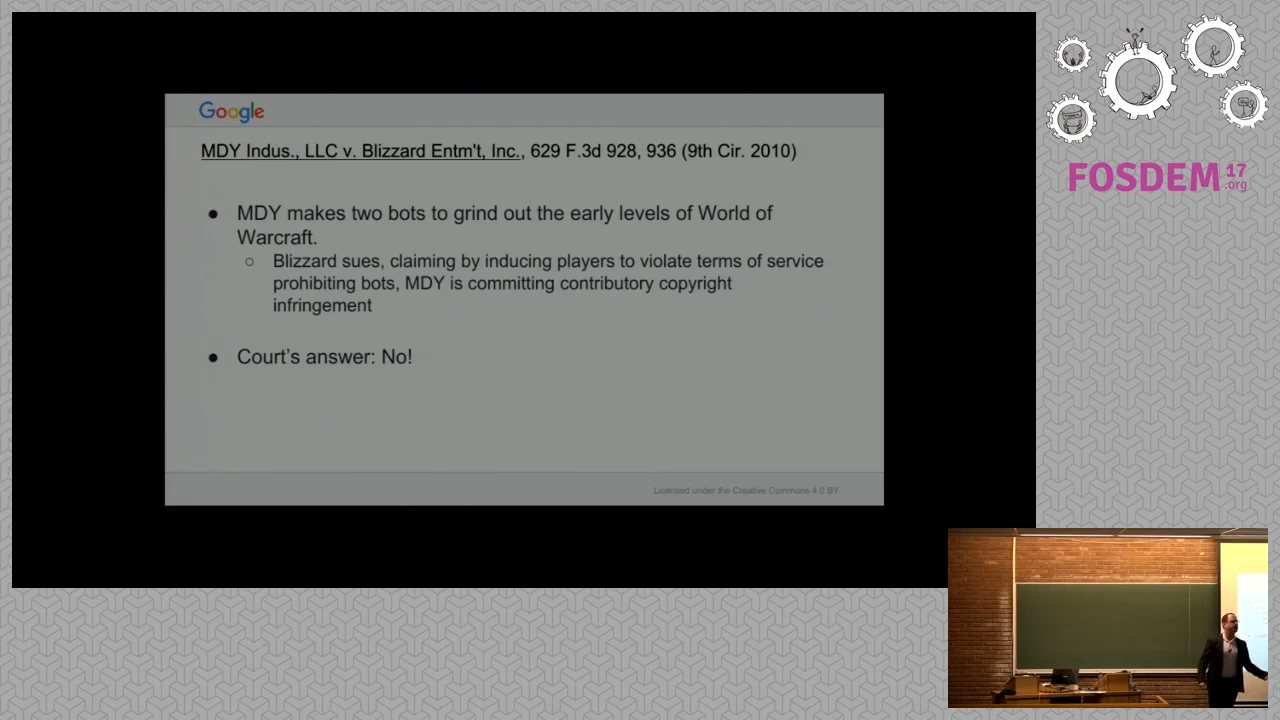 Google
MDY Indus., LLC v. Blizzard Entm't, Inc., 629 F.3d 928, 936 (9th Cir. 2010)
● MDY makes two bots to grind out the early levels of World of
Warcraft.
○ Blizzard sues, claiming by inducing players to violate terms of service
prohibiting bots, MDY is committing contributory copyright
infringement
● Court's answer: No!
Licensed under the Creative Commons 4.0 BY
FOSDEM 17
.org